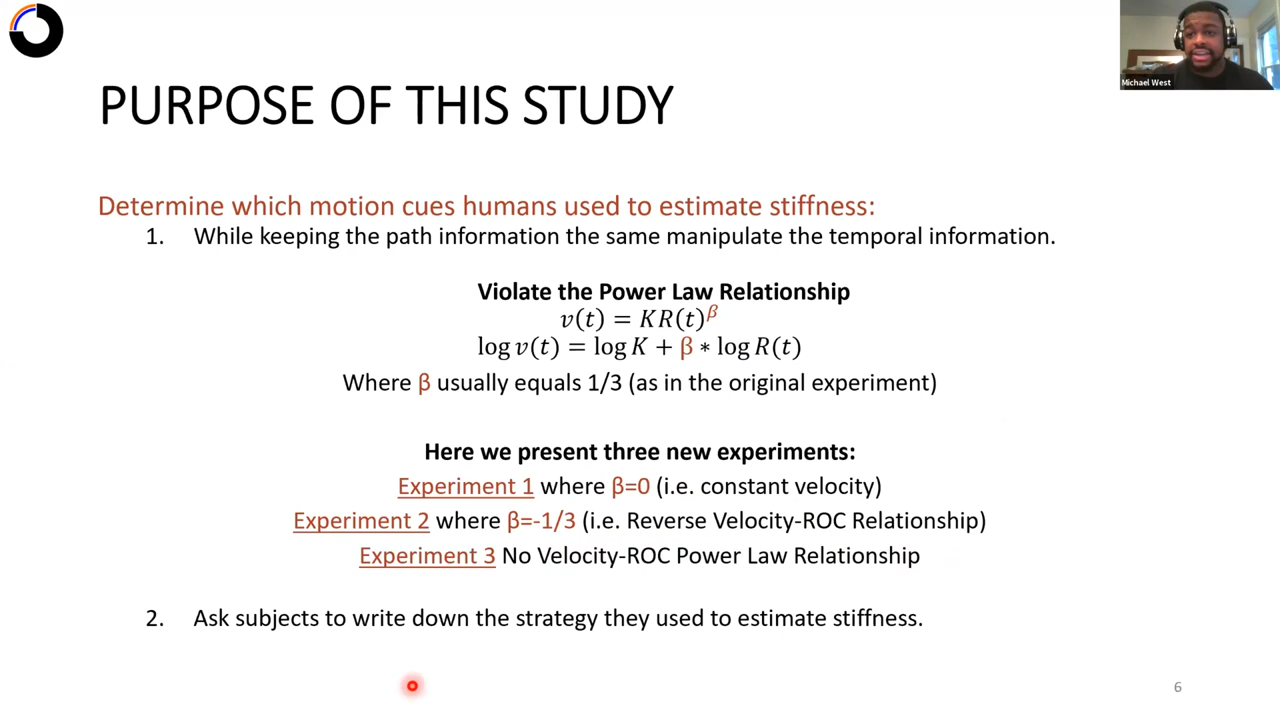 Michael West
PURPOSE OF THIS STUDY
Determine which motion cues humans used to estimate stiffness:
1. While keeping the path information the same manipulate the temporal information.
Violate the Power Law Relationship
v(t) = KR(t)^β
log v(t) = log K + β ∗ log R(t)
Where β usually equals 1/3 (as in the original experiment)
Here we present three new experiments:
Experiment 1 where β=0 (i.e. constant velocity)
Experiment 2 where β=-1/3 (i.e. Reverse Velocity-ROC Relationship)
Experiment 3 No Velocity-ROC Power Law Relationship
2. Ask subjects to write down the strategy they used to estimate stiffness.
6